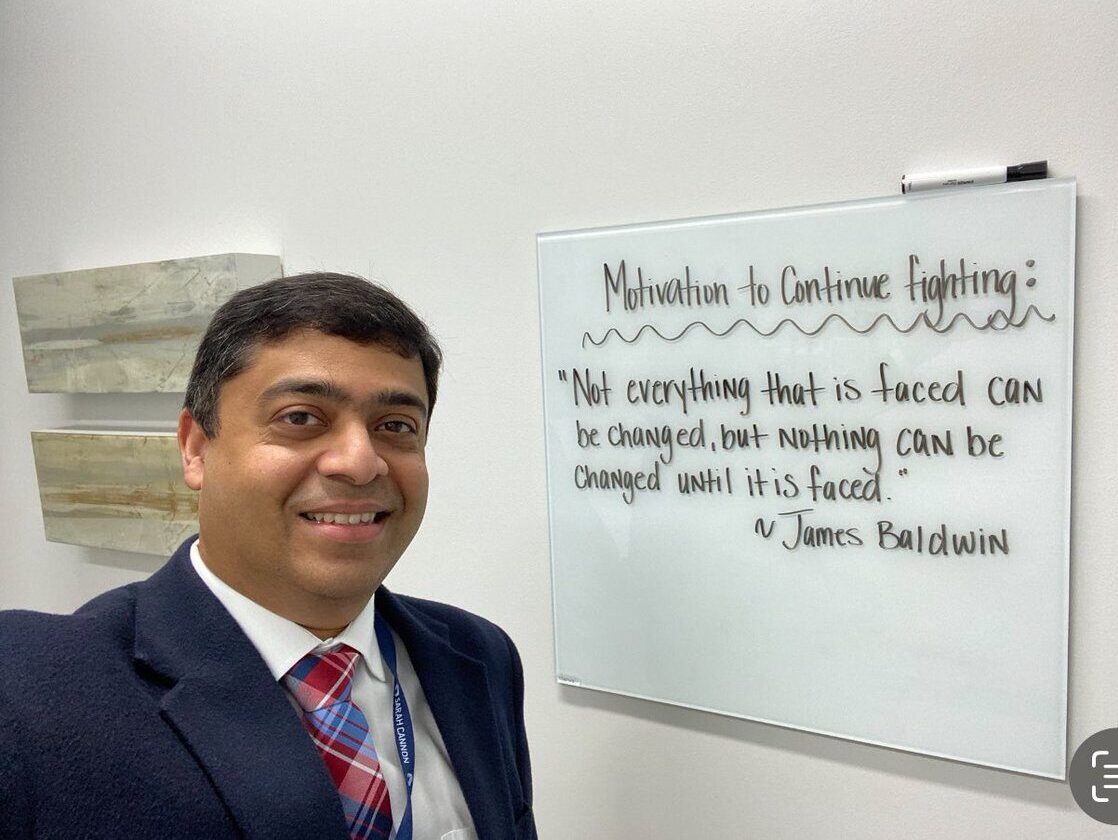 Motivation to Continue fighting:
"Not everything that is faced can
be changed, but nothing can be
changed until it is faced."
~ James Baldwin
SARAH CANNON